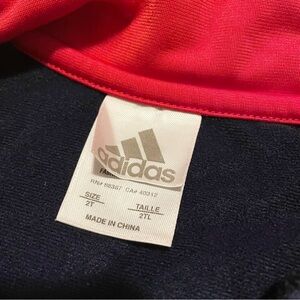 adidas
RN# 88387 CA# 40312
SIZE TAILLE
2T 2TL
MADE IN CHINA